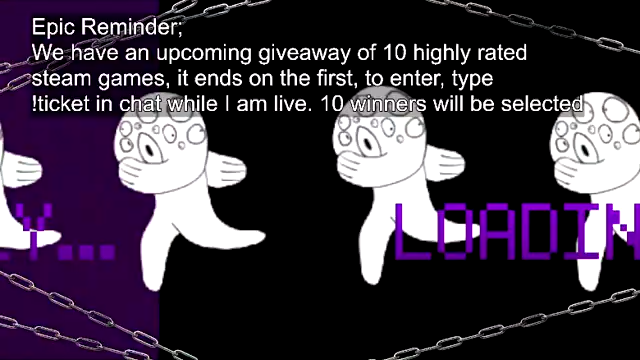 Epic Reminder;
We have an upcoming giveaway of 10 highly rated
steam games, it ends on the first, to enter, type
!ticket in chat while I am live. 10 winners will be selected
Y... LOADIN